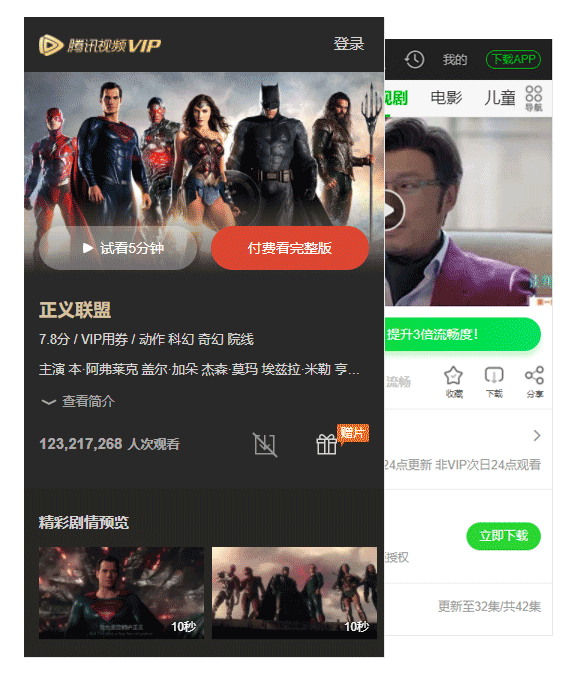 腾讯视频VIP
登录
试看5分钟
付费看完整版
正义联盟
7.8分 / VIP用券 / 动作 科幻 奇幻 院线
主演 本·阿弗莱克 盖尔·加朵 杰森·莫玛 埃兹拉·米勒 亨…
查看简介
123,217,268 人次观看
赠片
精彩剧情预览
10秒
10秒
我的
下载APP
视剧
电影
儿童
导航
提升3倍流畅度!
流畅
收藏
下载
分享
24点更新 非VIP次日24点观看
立即下载
授权
更新至32集/共42集